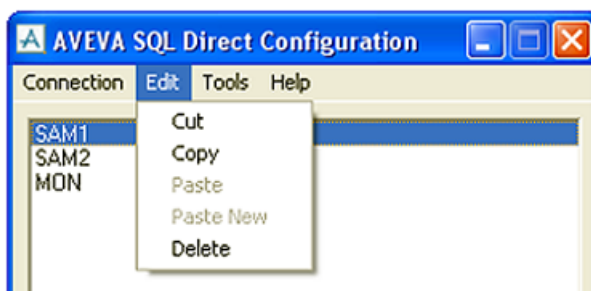 AVEVA SQL Direct Configuration
Connection Edit Tools Help
SAM1
SAM2
MON
Cut
Copy
Paste
Paste New
Delete